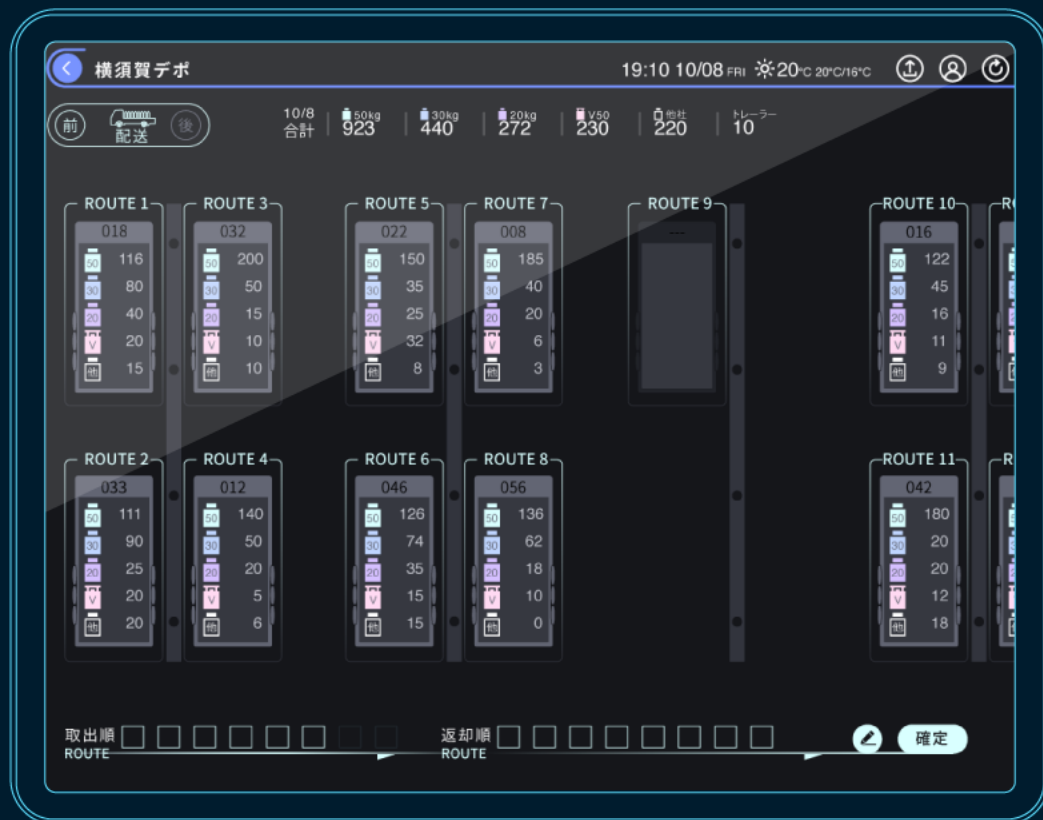 横須賀デポ
19:10 10/08 FRI 20°C 20°C/16°C
前
配送
後
10/8
合計
50kg
923
30kg
440
20kg
272
V50
230
他社
220
トレーラー
10
ROUTE 1
018
50 116
30 80
20 40
V 20
他 15
ROUTE 3
032
50 200
30 50
20 15
V 10
他 10
ROUTE 5
022
50 150
30 35
20 25
V 32
他 8
ROUTE 7
008
50 185
30 40
20 20
V 6
他 3
ROUTE 9
---
ROUTE 10
016
50 122
30 45
20 16
V 11
他 9
ROUTE 2
033
50 111
30 90
20 25
V 20
他 20
ROUTE 4
012
50 140
30 50
20 20
V 5
他 6
ROUTE 6
046
50 126
30 74
20 35
V 15
他 15
ROUTE 8
056
50 136
30 62
20 18
V 10
他 0
ROUTE 11
042
50 180
30 20
20 20
V 12
他 18
取出順
ROUTE
返却順
ROUTE
確定